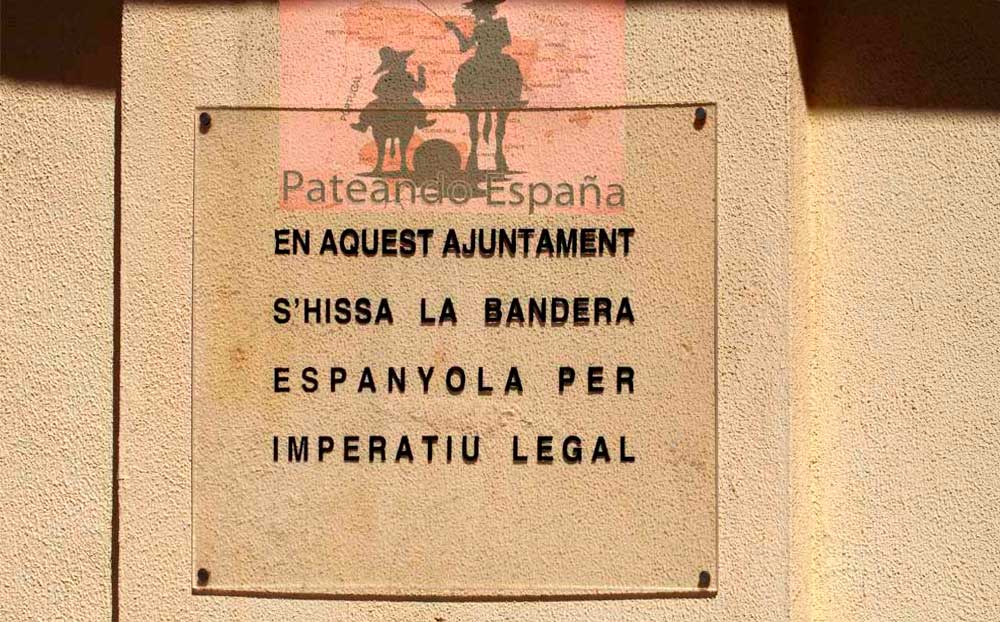 Pateando España
EN AQUEST AJUNTAMENT
S'HISSA LA BANDERA
ESPANYOLA PER
IMPERATIU LEGAL